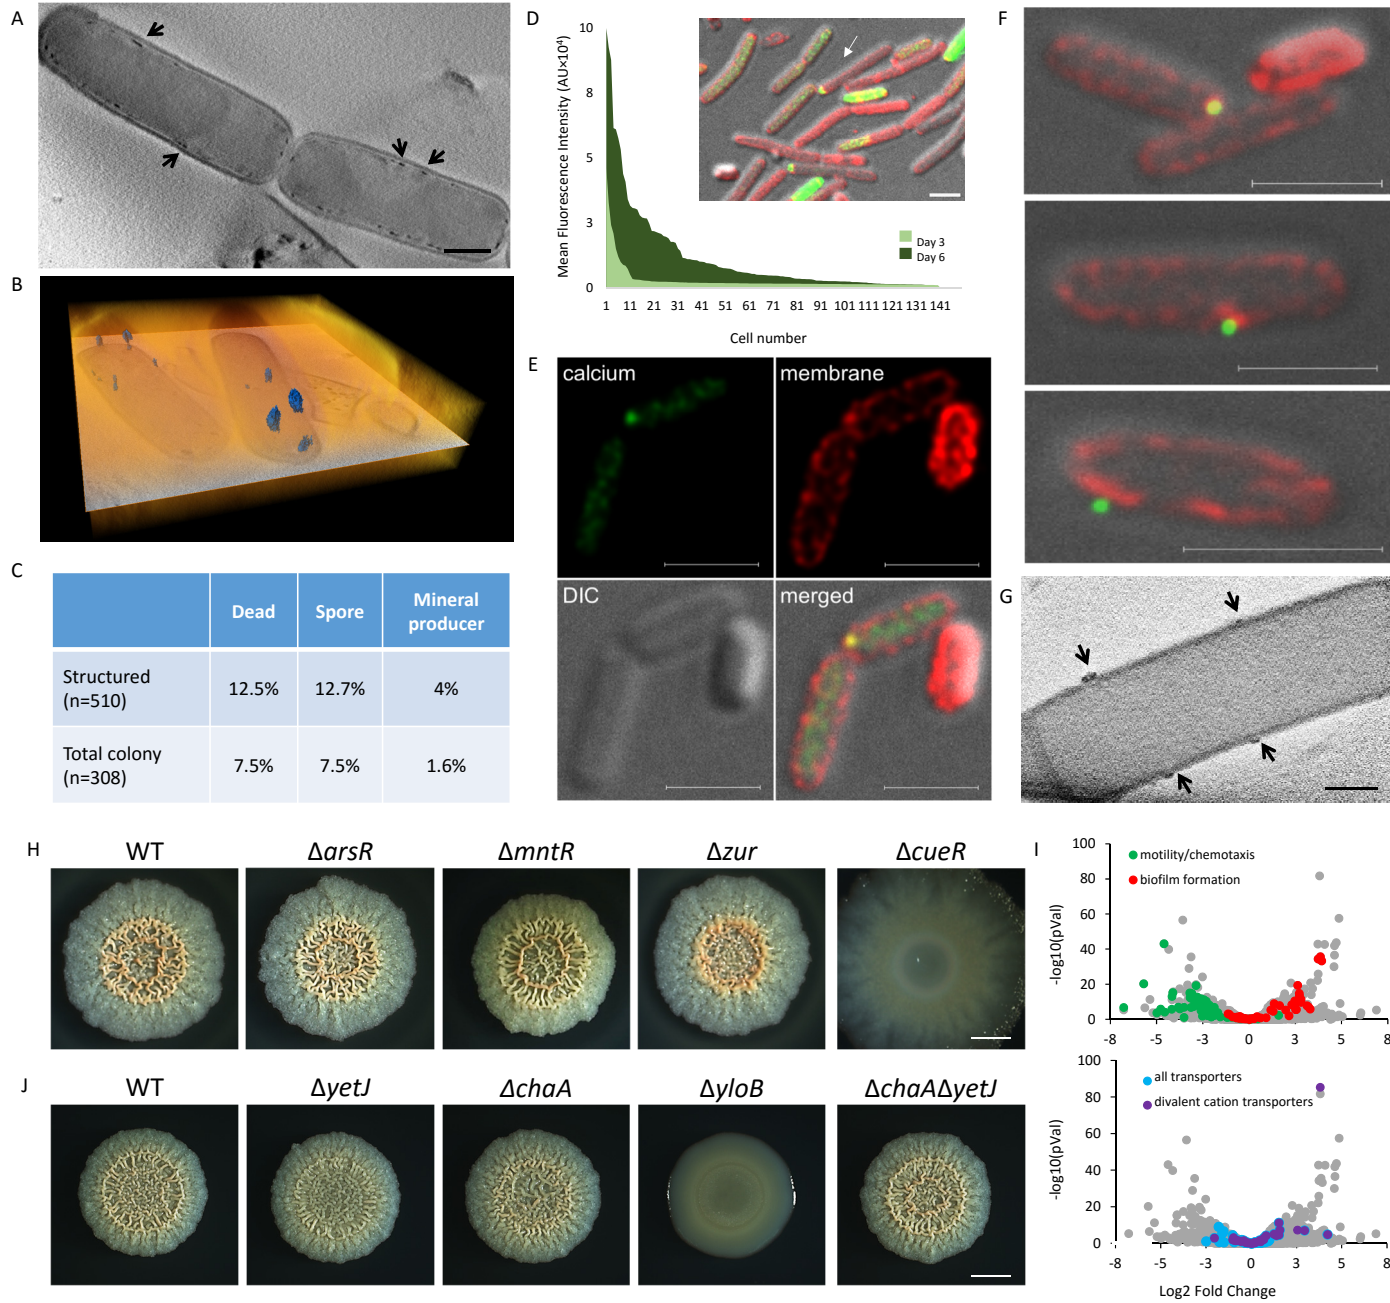 A
B
C
Dead
Spore
Mineral
producer
Structured
(n=510)
12.5%
12.7%
4%
Total colony
(n=308)
7.5%
7.5%
1.6%
D
Mean Fluorescence Intensity (AU×10⁴)
10
8
5
3
0
Day 3
Day 6
1 11 21 31 41 51 61 71 81 91 101 111 121 131 141
Cell number
E
calcium
membrane
DIC
merged
F
G
H
WT
ΔarsR
ΔmntR
Δzur
ΔcueR
I
-log10(pVal)
100
80
60
40
20
0
motility/chemotaxis
biofilm formation
-8 -5 -3 0 3 5 8
J
WT
ΔyetJ
ΔchaA
ΔyloB
ΔchaAΔyetJ
-log10(pVal)
100
80
60
40
20
0
all transporters
divalent cation transporters
-8 -5 -3 0 3 5 8
Log2 Fold Change